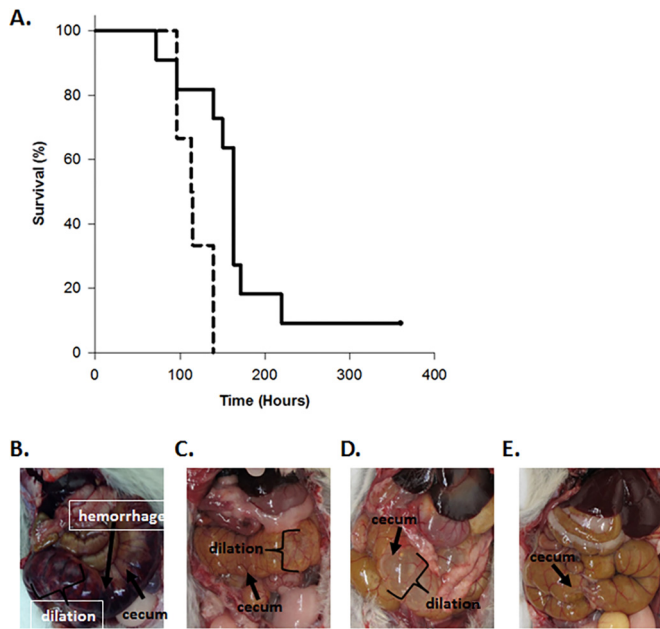 A.
100
80
60
40
20
0
Survival (%)
0 100 200 300 400
Time (Hours)
B. C. D. E.
hemorrhage
dilation
cecum
dilation
cecum
cecum
dilation
cecum